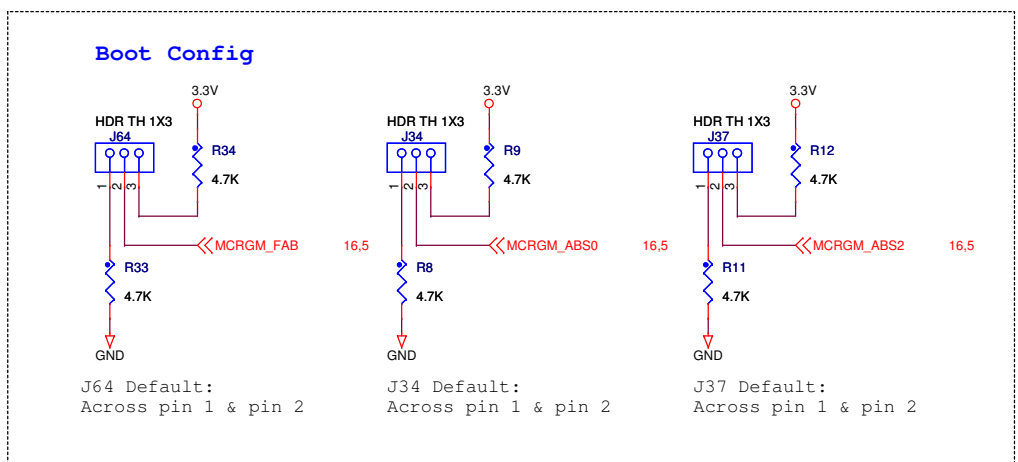 Boot Config
3.3V
HDR TH 1X3
J64
R34
4.7K
1
2
3
MCRGM_FAB 16,5
R33
4.7K
GND
J64 Default:
Across pin 1 & pin 2
3.3V
HDR TH 1X3
J34
R9
4.7K
1
2
3
MCRGM_ABS0 16,5
R8
4.7K
GND
J34 Default:
Across pin 1 & pin 2
3.3V
HDR TH 1X3
J37
R12
4.7K
1
2
3
MCRGM_ABS2 16,5
R11
4.7K
GND
J37 Default:
Across pin 1 & pin 2